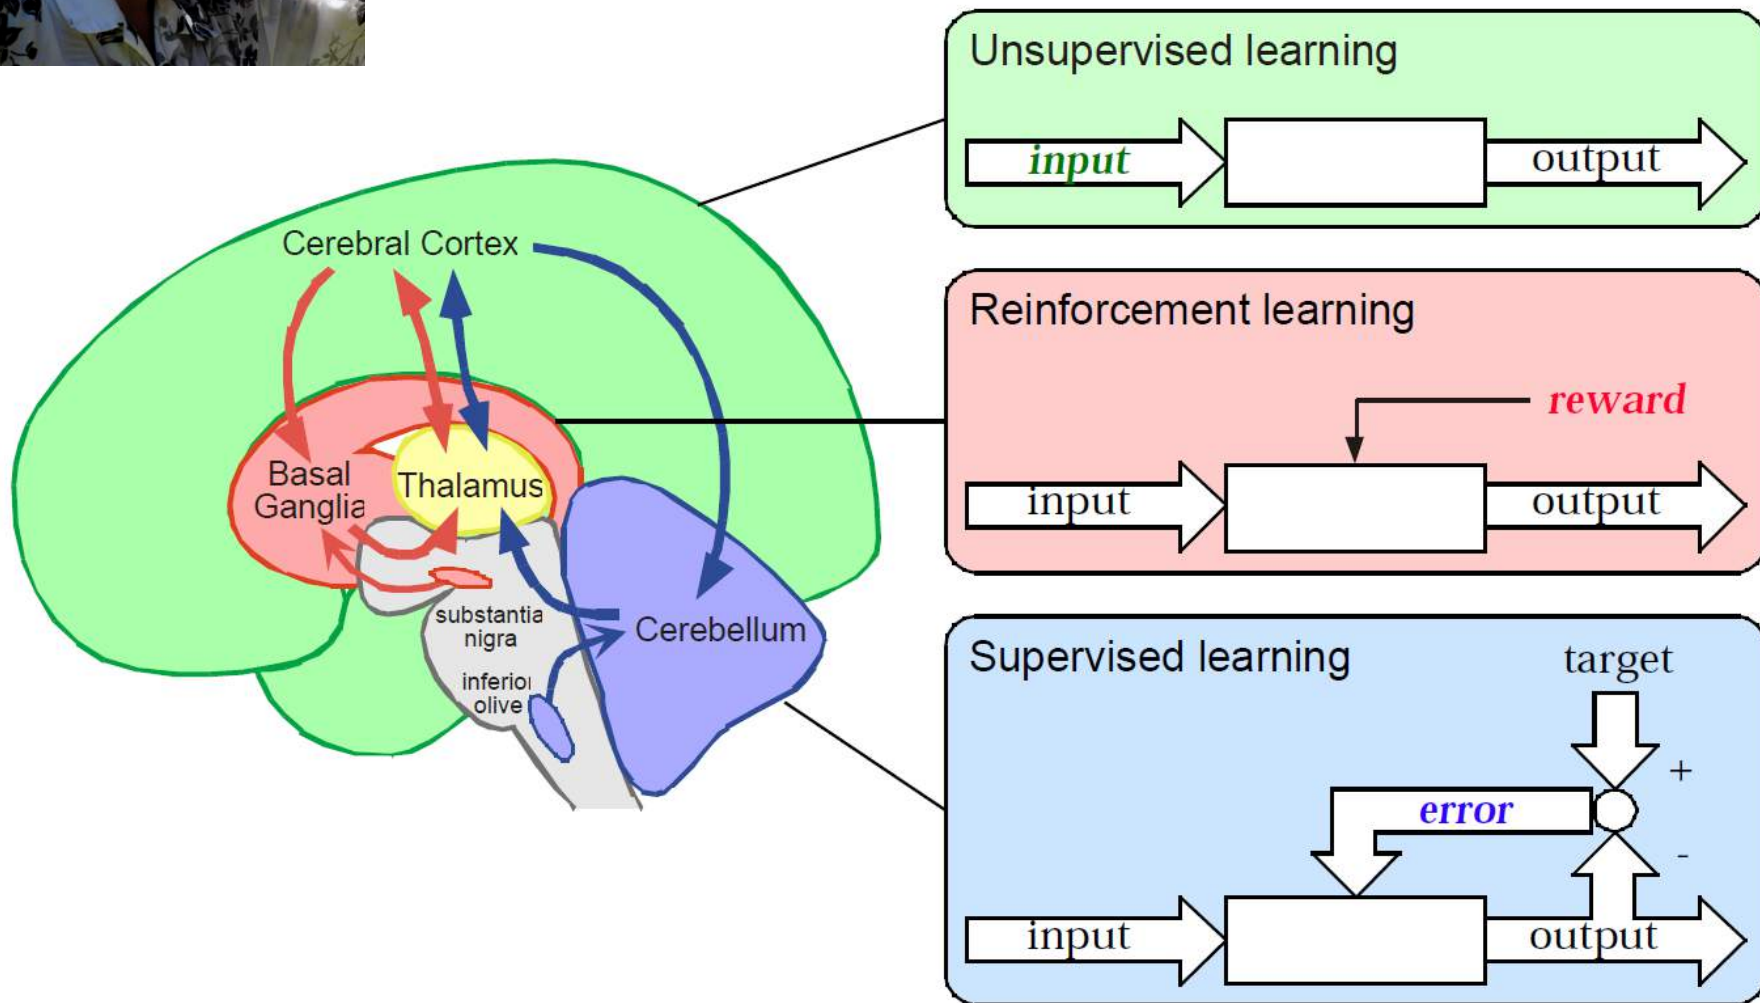 Unsupervised learning
input
output
Cerebral Cortex
Reinforcement learning
reward
input
output
Basal
Ganglia
Thalamus
substantia
nigra
inferior
olive
Cerebellum
Supervised learning
target
+
error
-
input
output